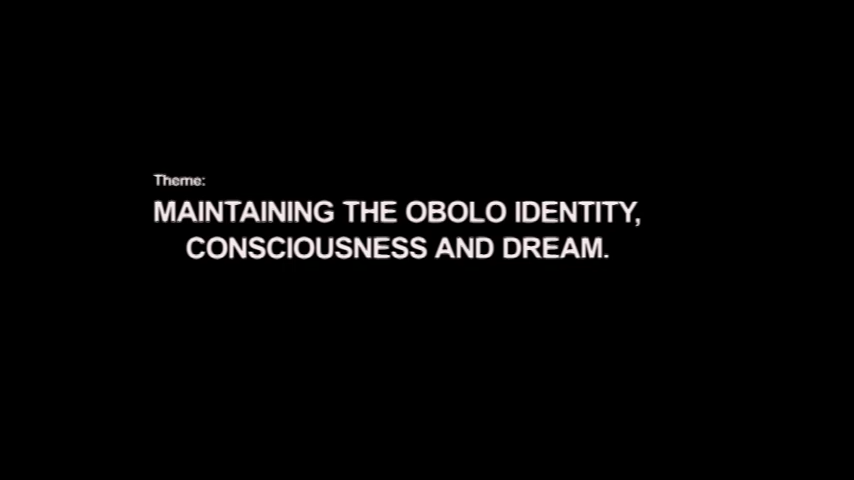 Theme:
MAINTAINING THE OBOLO IDENTITY,
CONSCIOUSNESS AND DREAM.